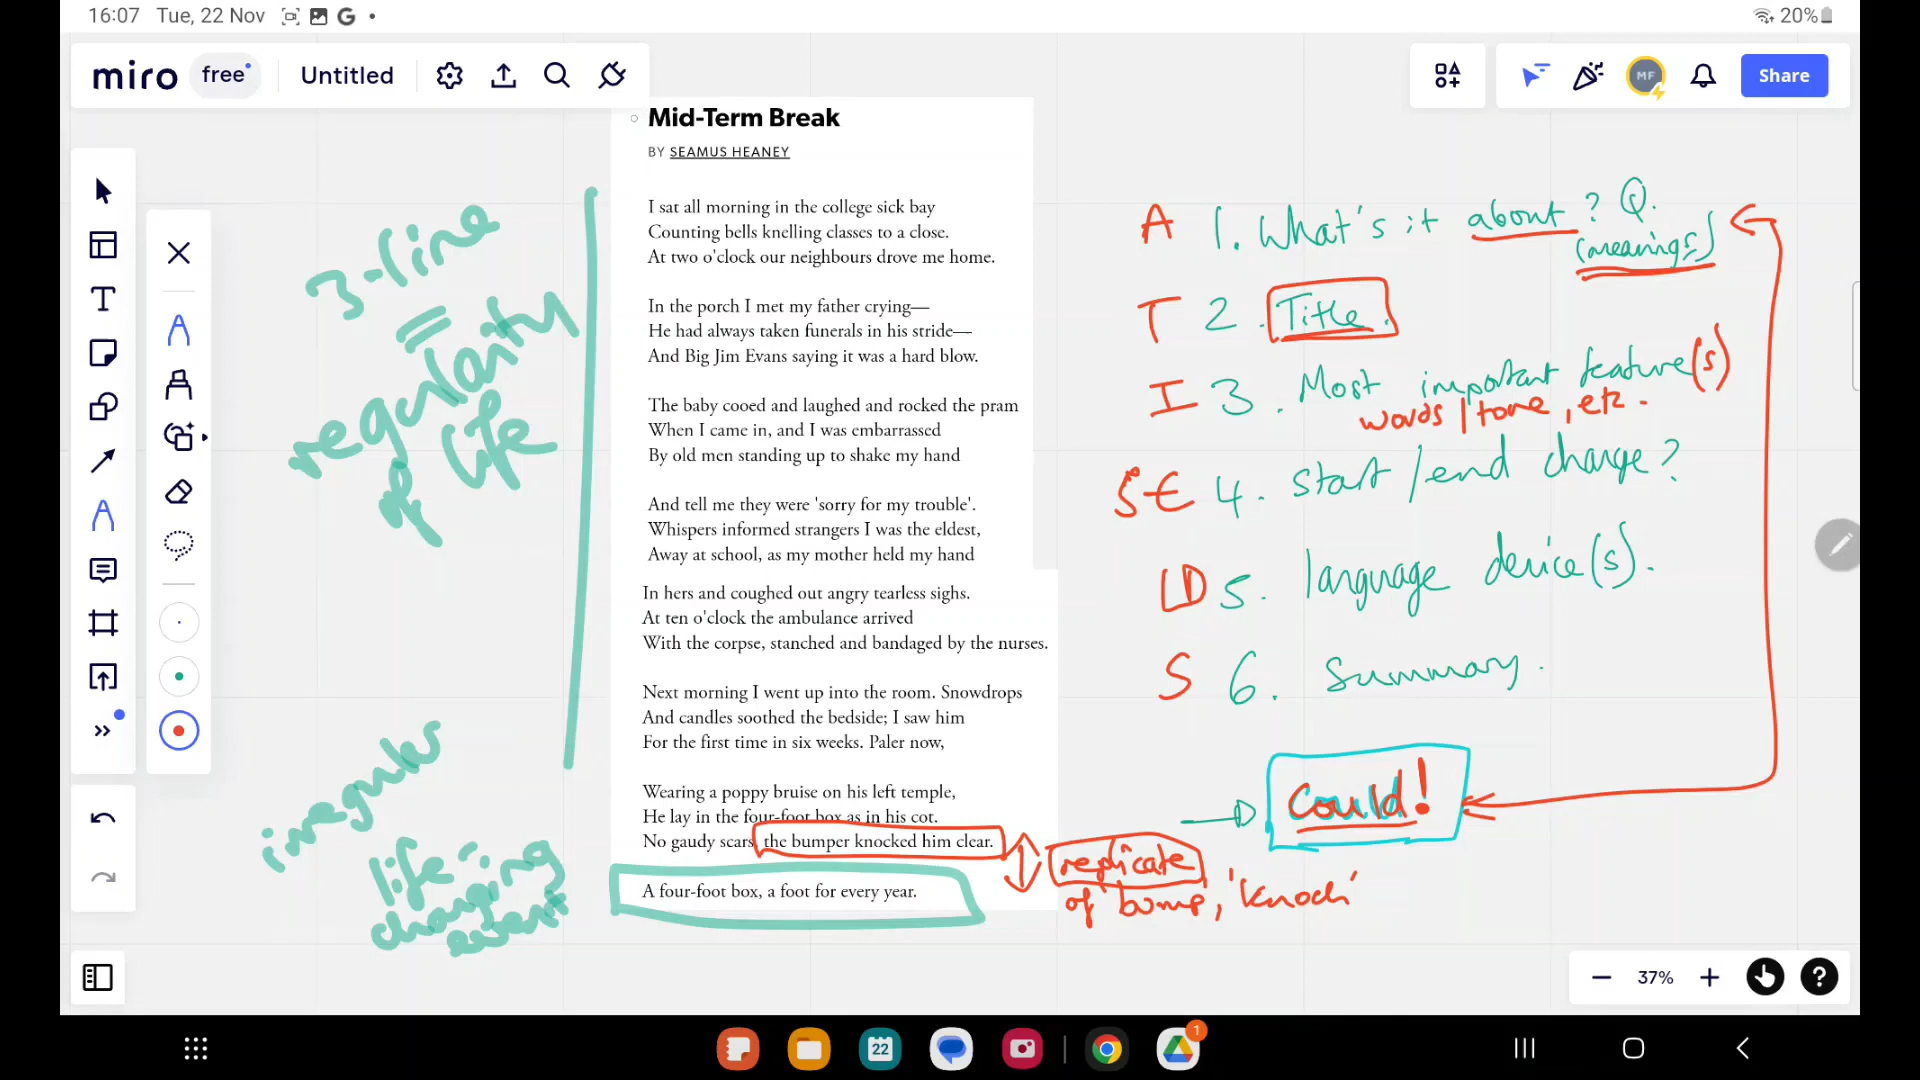 16:07 Tue, 22 Nov
20%
miro free Untitled
MF
Share
Mid-Term Break
BY SEAMUS HEANEY
I sat all morning in the college sick bay
Counting bells knelling classes to a close.
At two o'clock our neighbours drove me home.
In the porch I met my father crying—
He had always taken funerals in his stride—
And Big Jim Evans saying it was a hard blow.
The baby cooed and laughed and rocked the pram
When I came in, and I was embarrassed
By old men standing up to shake my hand
And tell me they were 'sorry for my trouble'.
Whispers informed strangers I was the eldest,
Away at school, as my mother held my hand
In hers and coughed out angry tearless sighs.
At ten o'clock the ambulance arrived
With the corpse, stanched and bandaged by the nurses.
Next morning I went up into the room. Snowdrops
And candles soothed the bedside; I saw him
For the first time in six weeks. Paler now,
Wearing a poppy bruise on his left temple,
He lay in the four-foot box as in his cot.
No gaudy scars, the bumper knocked him clear.
A four-foot box, a foot for every year.
3-line
=
regularity
of life
irregular
life-
changing
event
A 1. What's it about? Q.
(meanings)
T 2. Title.
I 3. Most important feature(s)
words / tone, etc.
S-E 4. Start / end change?
LD 5. language device(s).
S 6. Summary.
Could!
replicate
of bump, 'knock'
37%
22
1